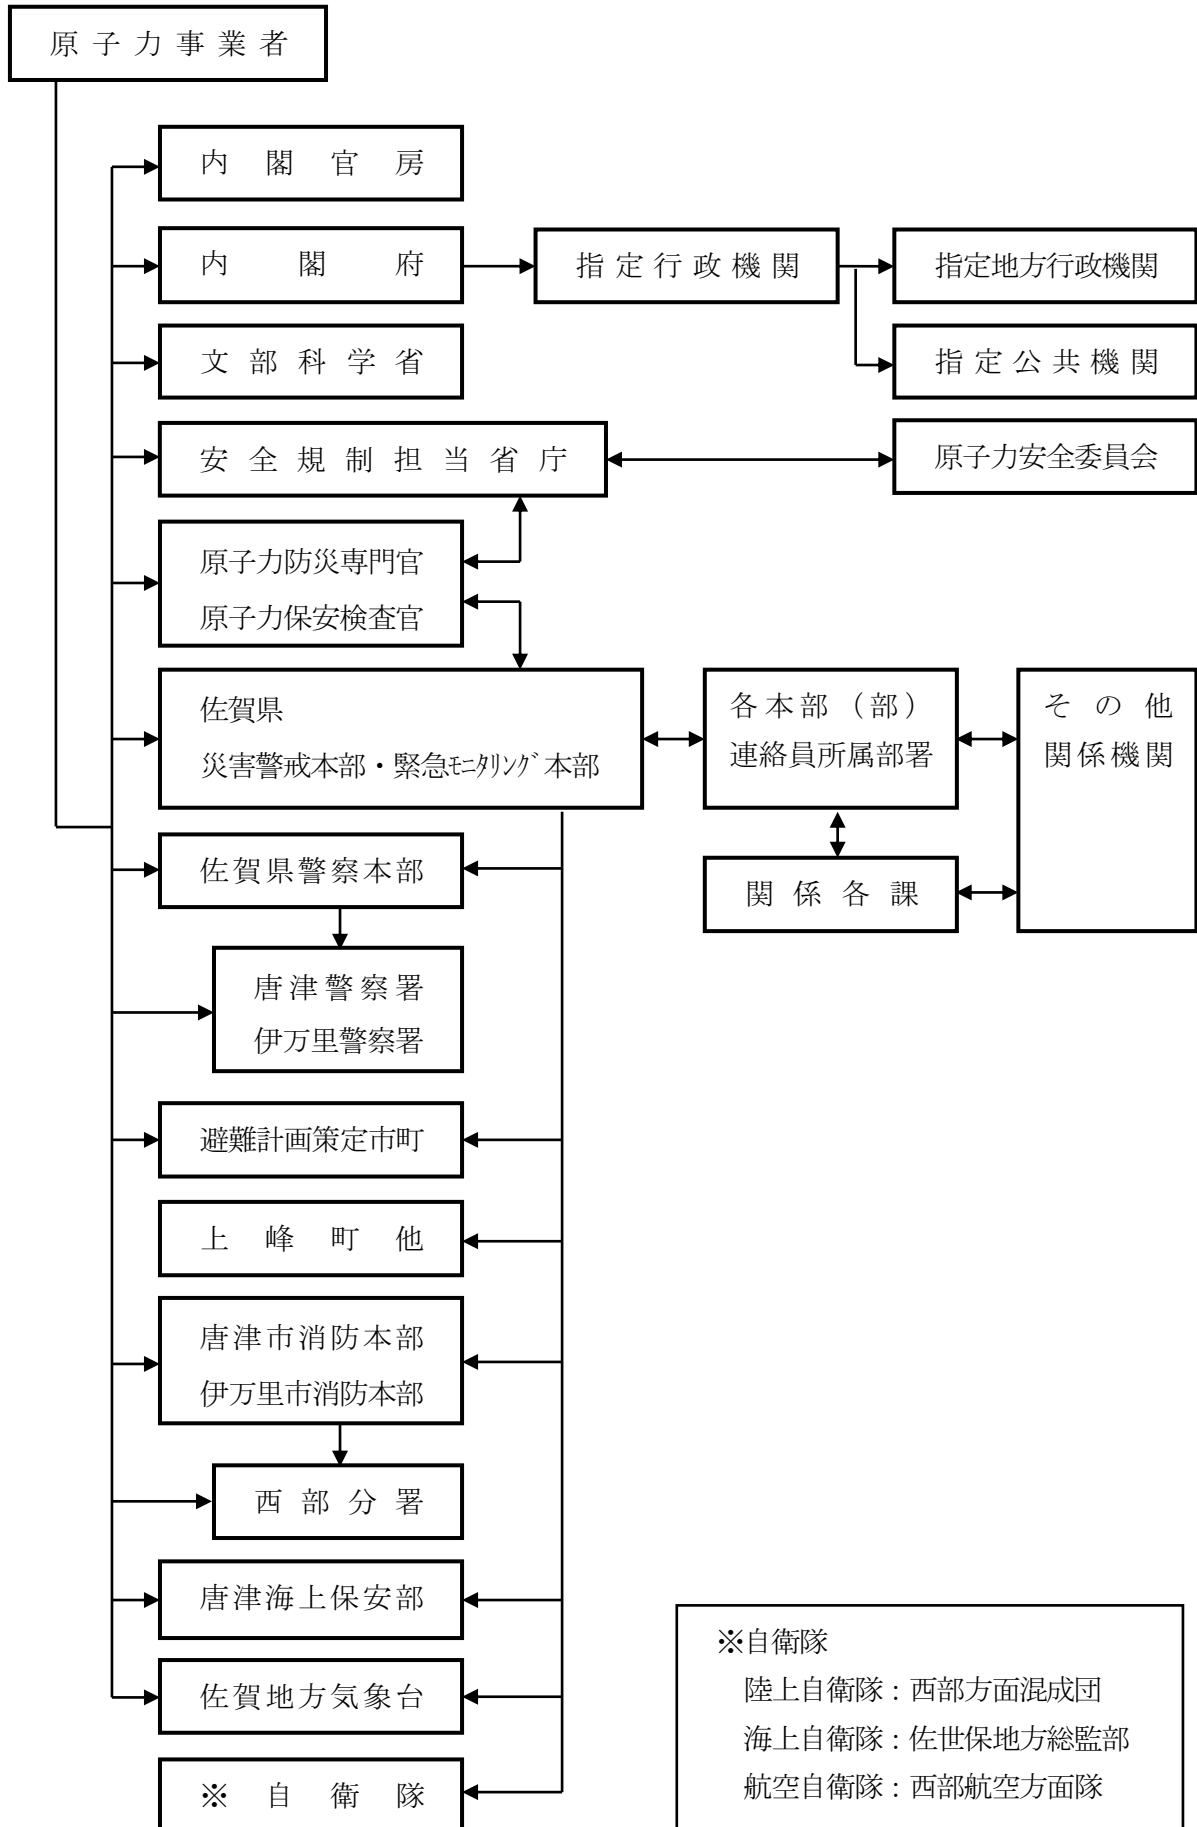 原子力事業者
内閣官房
内閣府
指定行政機関
指定地方行政機関
文部科学省
指定公共機関
安全規制担当省庁
原子力安全委員会
原子力防災専門官
原子力保安検査官
佐賀県
災害警戒本部・緊急ﾓﾆﾀﾘﾝｸﾞ本部
各本部（部）
連絡員所属部署
その他
関係機関
佐賀県警察本部
関係各課
唐津警察署
伊万里警察署
避難計画策定市町
上峰町他
唐津市消防本部
伊万里市消防本部
西部分署
唐津海上保安部
佐賀地方気象台
※自衛隊
※自衛隊
陸上自衛隊：西部方面混成団
海上自衛隊：佐世保地方総監部
航空自衛隊：西部航空方面隊